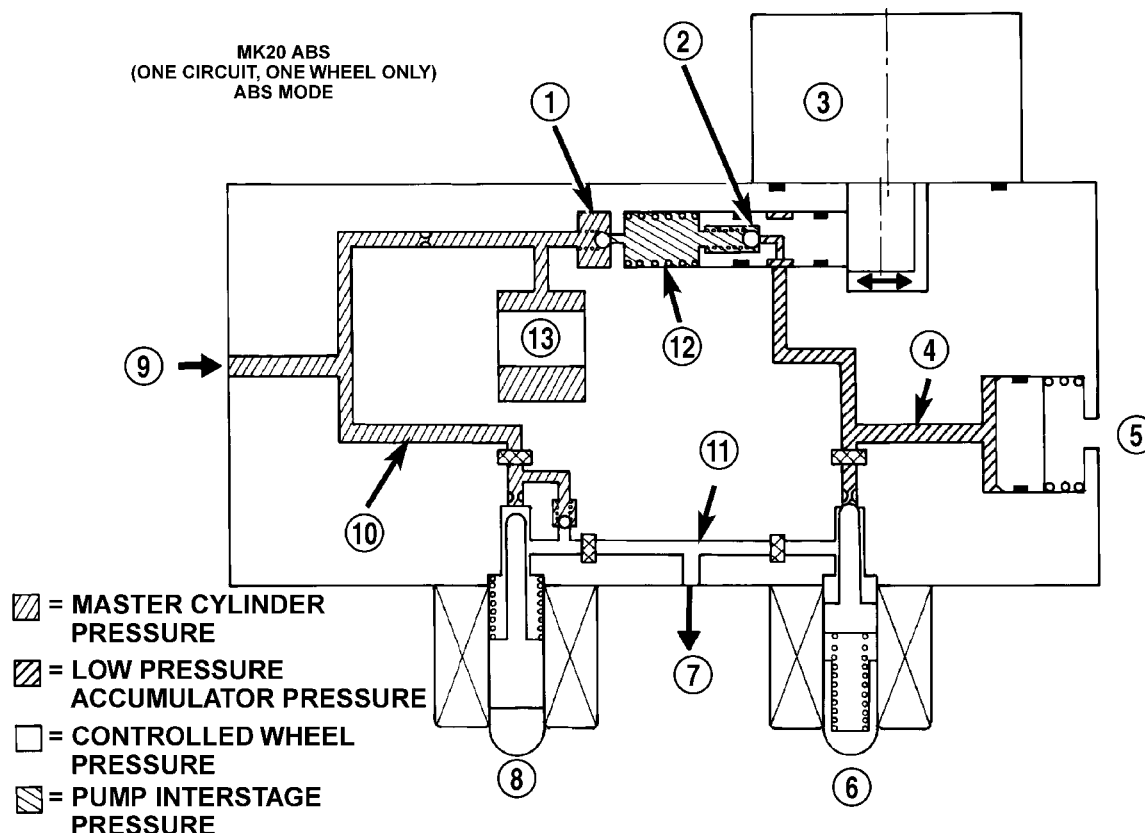 MK20 ABS
(ONE CIRCUIT, ONE WHEEL ONLY)
ABS MODE
1
2
3
4
5
6
7
8
9
10
11
12
13
= MASTER CYLINDER
PRESSURE
= LOW PRESSURE
ACCUMULATOR PRESSURE
= CONTROLLED WHEEL
PRESSURE
= PUMP INTERSTAGE
PRESSURE